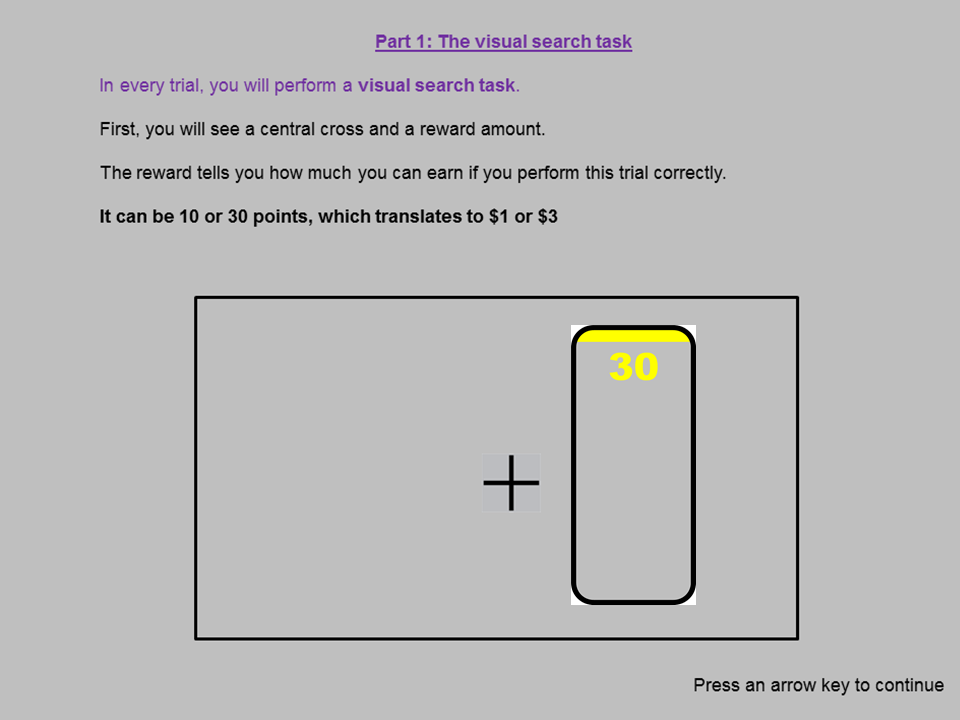 Part 1: The visual search task
In every trial, you will perform a visual search task.
First, you will see a central cross and a reward amount.
The reward tells you how much you can earn if you perform this trial correctly.
It can be 10 or 30 points, which translates to $1 or $3
30
Press an arrow key to continue